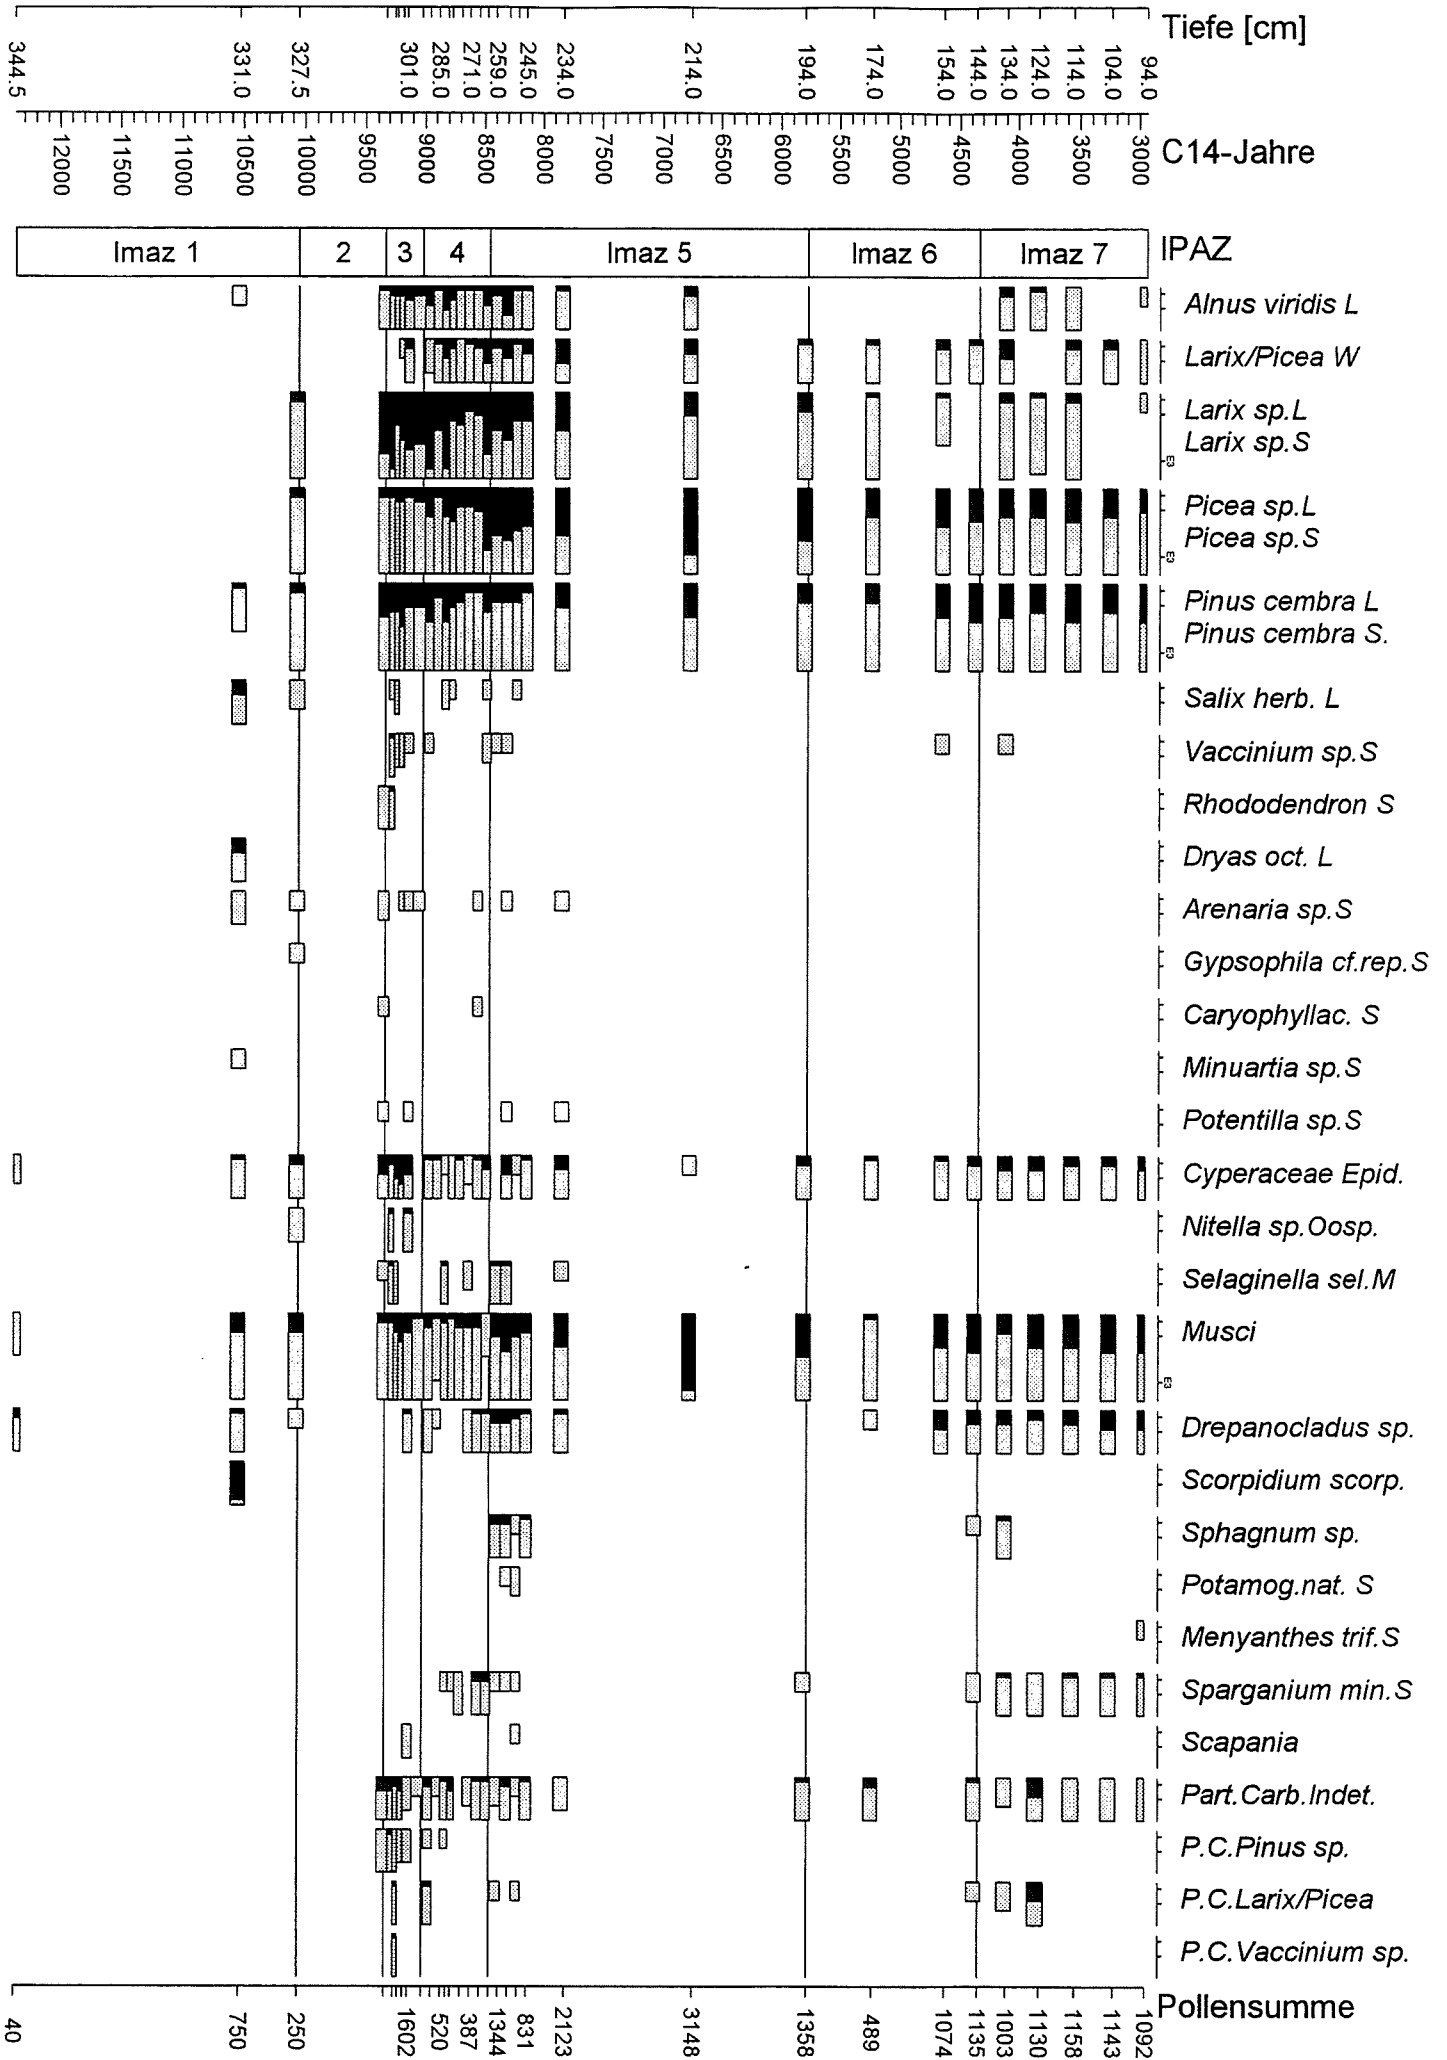 Tiefe [cm]
344.5 331.0 327.5 301.0 285.0 271.0 259.0 245.0 234.0 214.0 194.0 174.0 154.0 144.0 134.0 124.0 114.0 104.0 94.0
C14-Jahre
12000 11500 11000 10500 10000 9500 9000 8500 8000 7500 7000 6500 6000 5500 5000 4500 4000 3500 3000
Imaz 1 2 3 4 Imaz 5 Imaz 6 Imaz 7 IPAZ
Alnus viridis L
Larix/Picea W
Larix sp.L
Larix sp.S
E3
Picea sp.L
Picea sp.S
E3
Pinus cembra L
Pinus cembra S.
E3
Salix herb. L
Vaccinium sp.S
Rhododendron S
Dryas oct. L
Arenaria sp.S
Gypsophila cf.rep.S
Caryophyllac. S
Minuartia sp.S
Potentilla sp.S
Cyperaceae Epid.
Nitella sp.Oosp.
Selaginella sel.M
Musci
E3
Drepanocladus sp.
Scorpidium scorp.
Sphagnum sp.
Potamog.nat. S
Menyanthes trif.S
Sparganium min.S
Scapania
Part.Carb.Indet.
P.C.Pinus sp.
P.C.Larix/Picea
P.C.Vaccinium sp.
Pollensumme
40 750 250 1602 520 387 1344 831 2123 3148 1358 489 1074 1135 1003 1130 1158 1143 1092